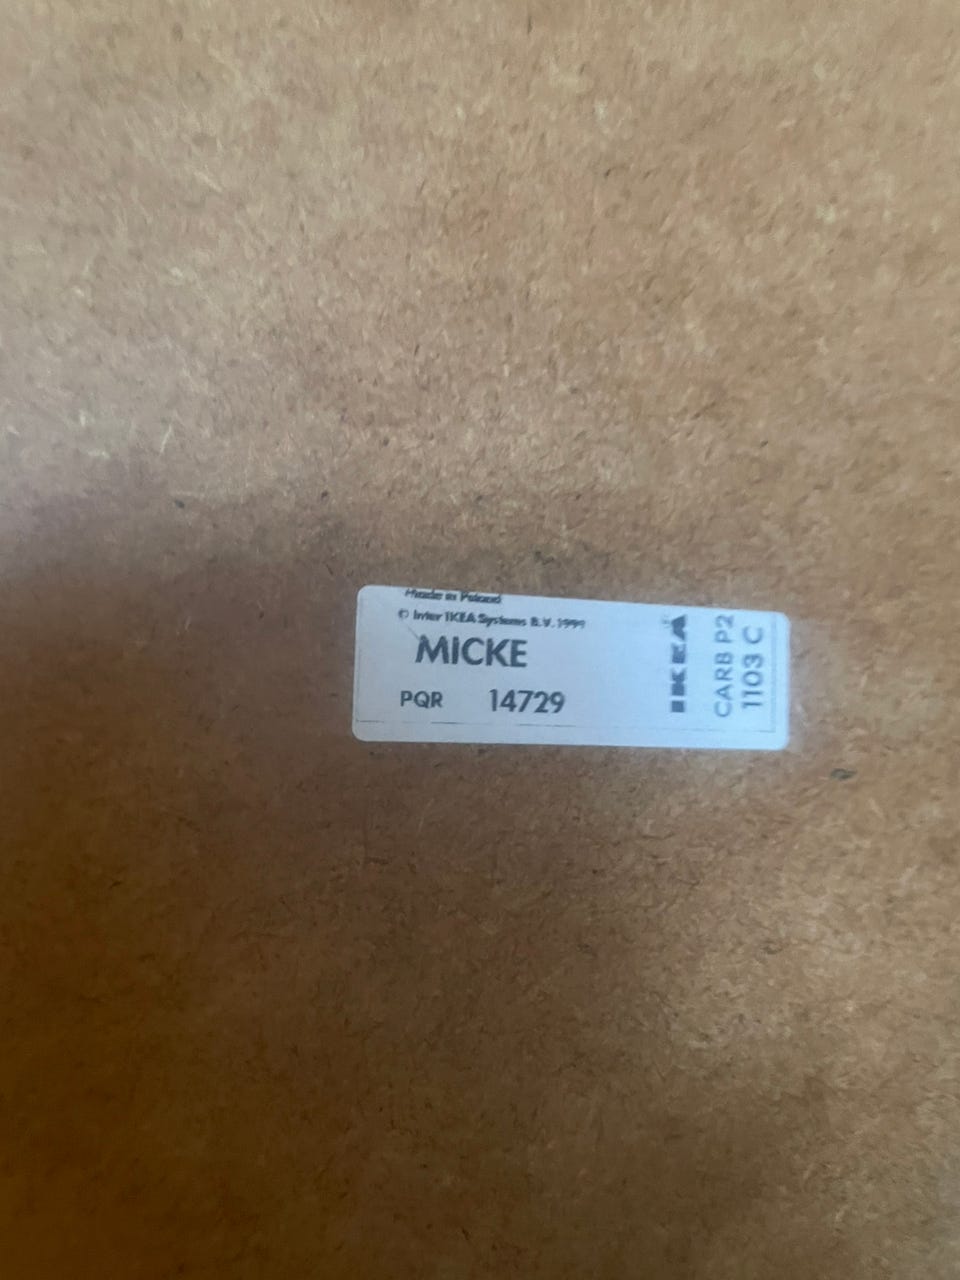 Made in Poland
© Inter IKEA Systems B.V. 1999
MICKE
PQR 14729
IKEA
CARB P2
1103 C